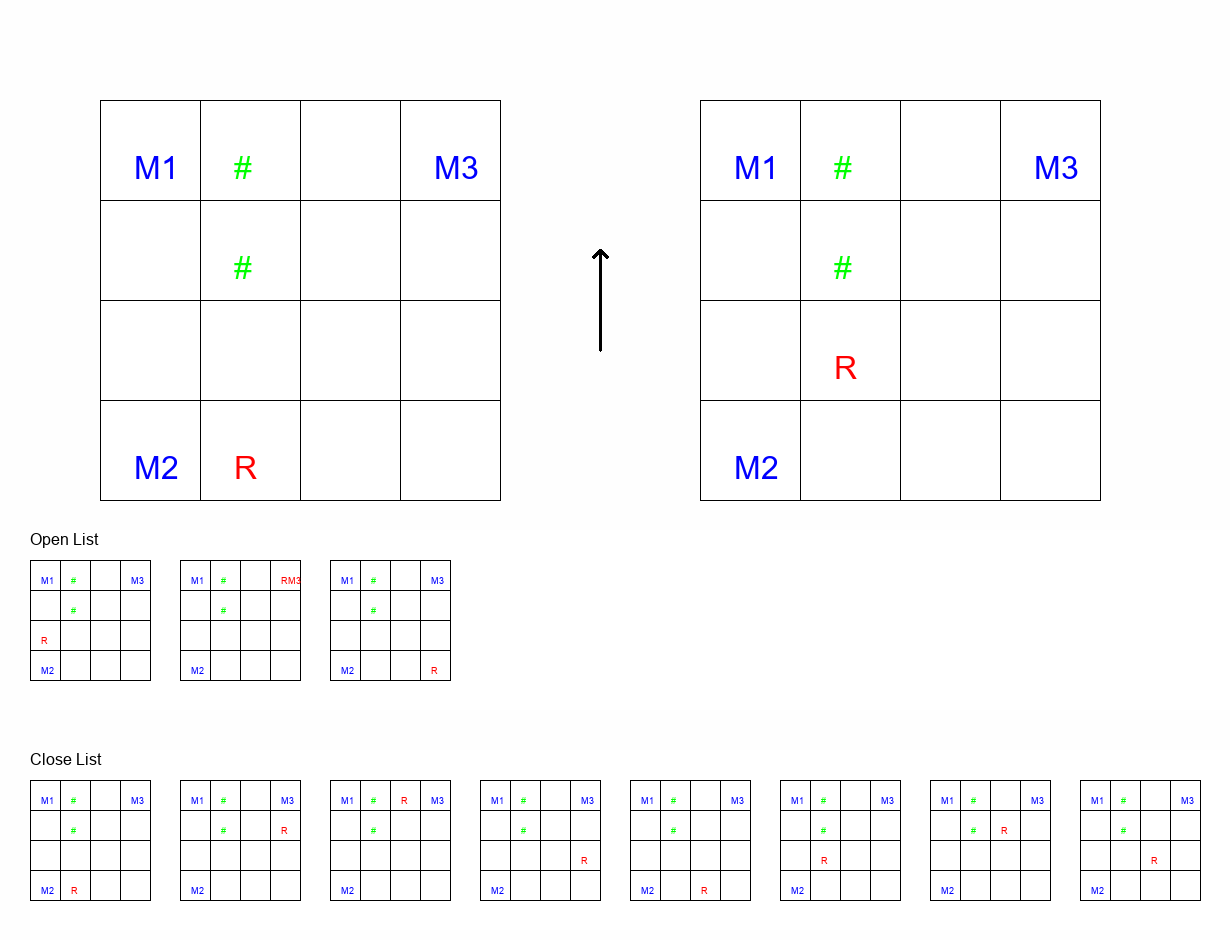 M1 # M3 M1 # M3
# #
R
M2 R M2
Open List
M1 # M3 M1 # RM3 M1 # M3
# # #
R
M2 M2 M2 R
Close List
M1 # M3 M1 # M3 M1 # R M3 M1 # M3 M1 # M3 M1 # M3 M1 # M3 M1 # M3
# # R # # # # # R #
R R R
M2 R M2 M2 M2 M2 R M2 M2 M2